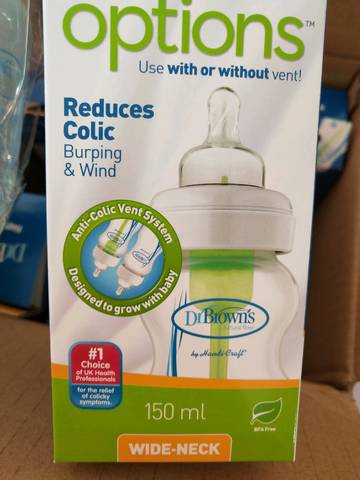 options™
Use with or without vent!
Reduces
Colic
Burping
& Wind
Anti-Colic Vent System
Designed to grow with baby
Dr Brown's
natural flow
by Handi-Craft®
#1
Choice
of UK Health
Professionals
for the relief
of colicky
symptoms.
150 ml
BPA Free
WIDE-NECK